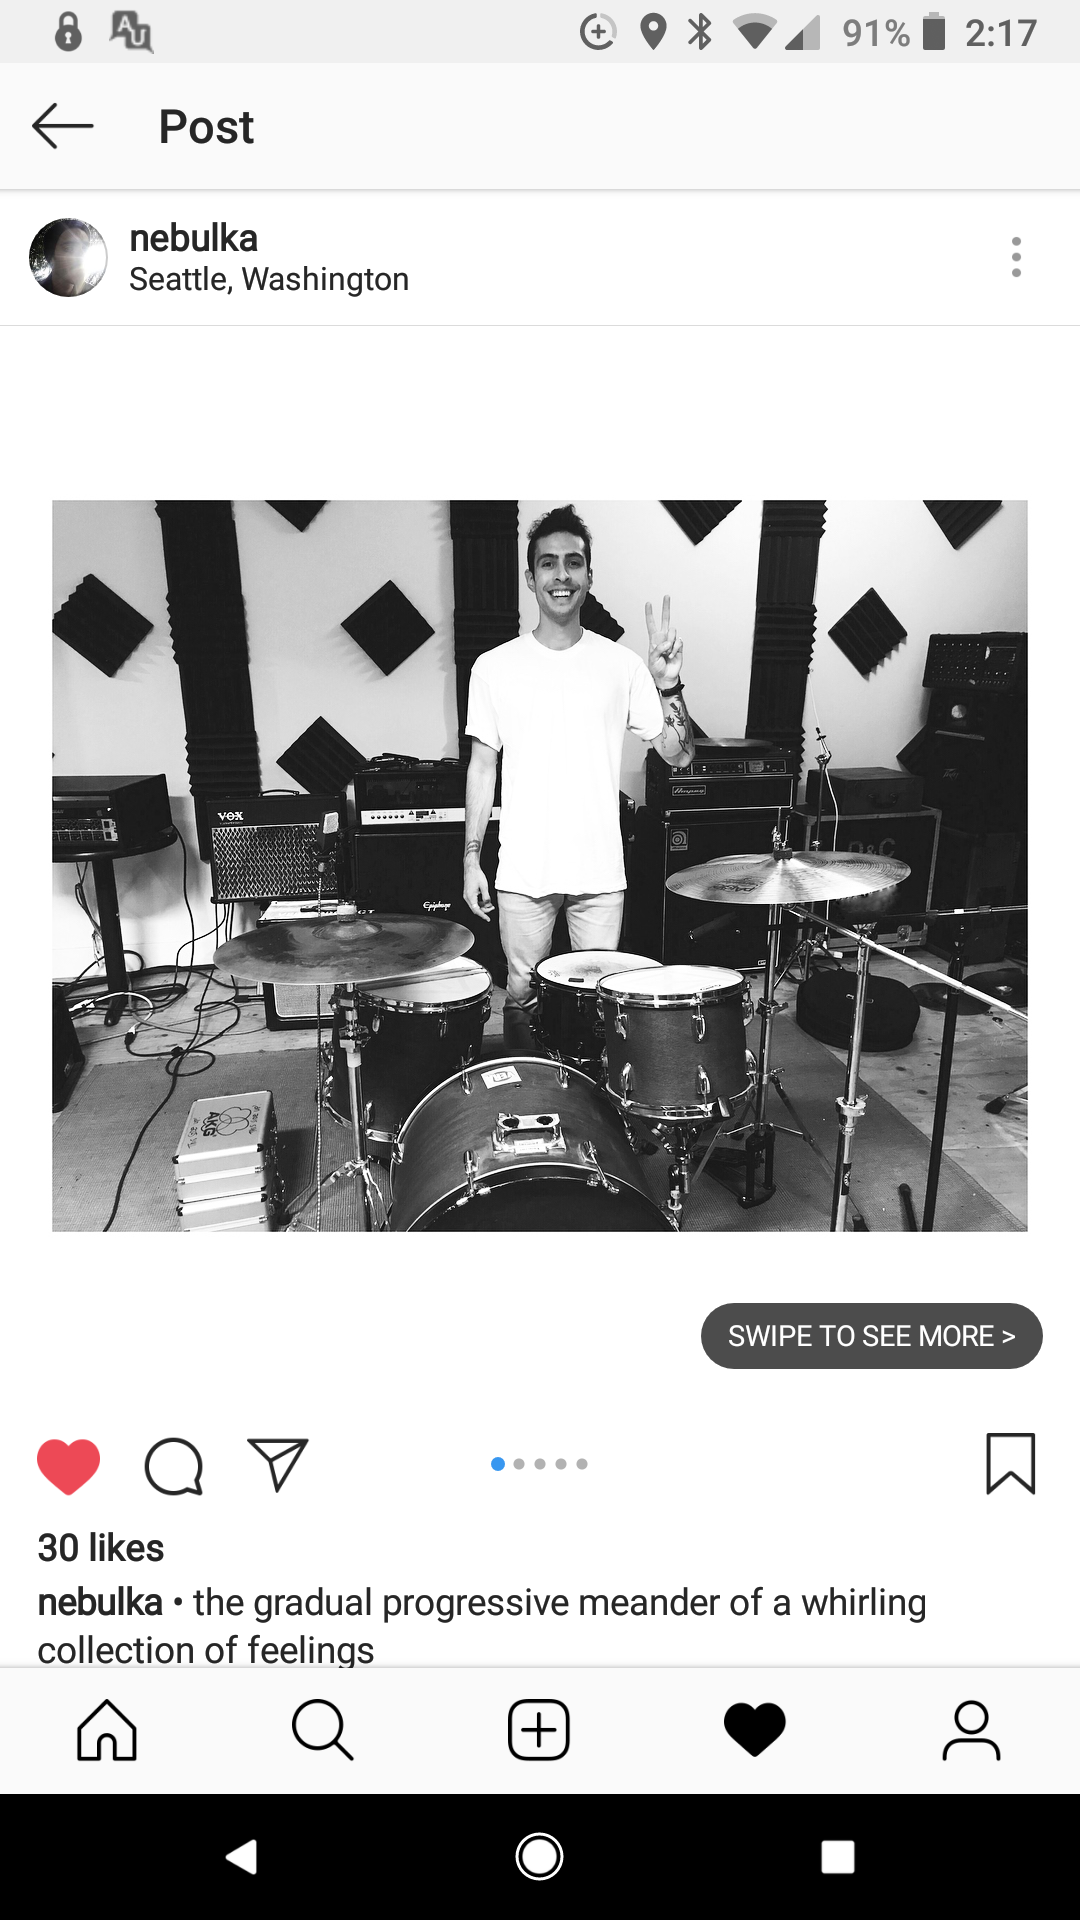 91% 2:17
Post
nebulka
Seattle, Washington
VOX
Epiphone
Ampeg
AKG
SWIPE TO SEE MORE >
30 likes
nebulka • the gradual progressive meander of a whirling
collection of feelings